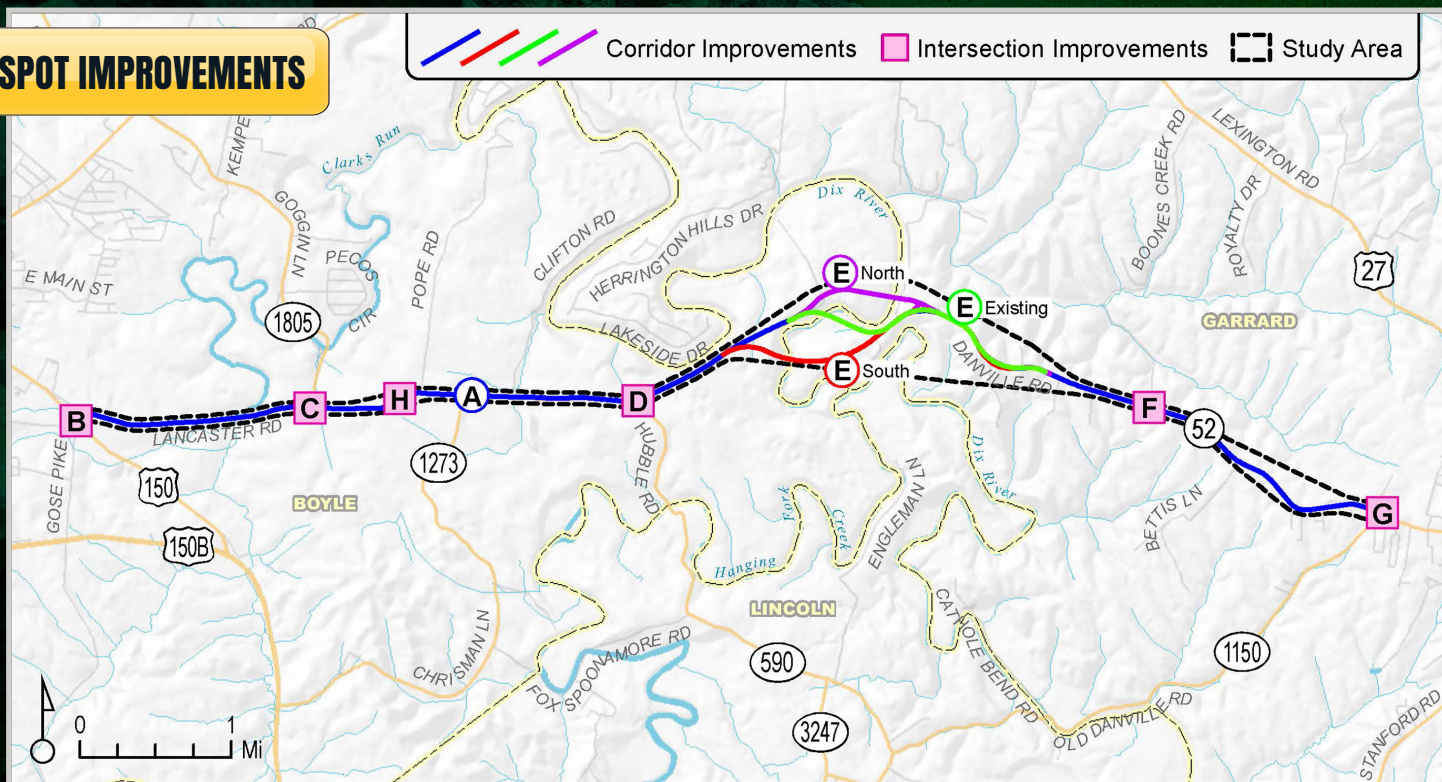 SPOT IMPROVEMENTS
Corridor Improvements
Intersection Improvements
Study Area
RD
KEMPE
Clarks Run
GOGGIN LN
PECOS
CIR
POPE RD
CLIFTON RD
HERRINGTON HILLS DR
LAKESIDE DR
Dix River
BOONES CREEK RD
LEXINGTON RD
ROYALTY DR
27
GARRARD
E MAIN ST
1805
E North
E Existing
E South
DANVILLE RD
B
C
H
A
D
F
52
G
LANCASTER RD
GOSE PIKE
150
150B
BOYLE
1273
HUBBLE RD
Hanging
Fork
Creek
ENGLEMAN LN
Dix River
BETTIS LN
LINCOLN
CHRISMAN LN
FOX SPOONAMORE RD
590
3247
CATHOLE BEND RD
OLD DANVILLE RD
1150
STANFORD RD
0 1
Mi